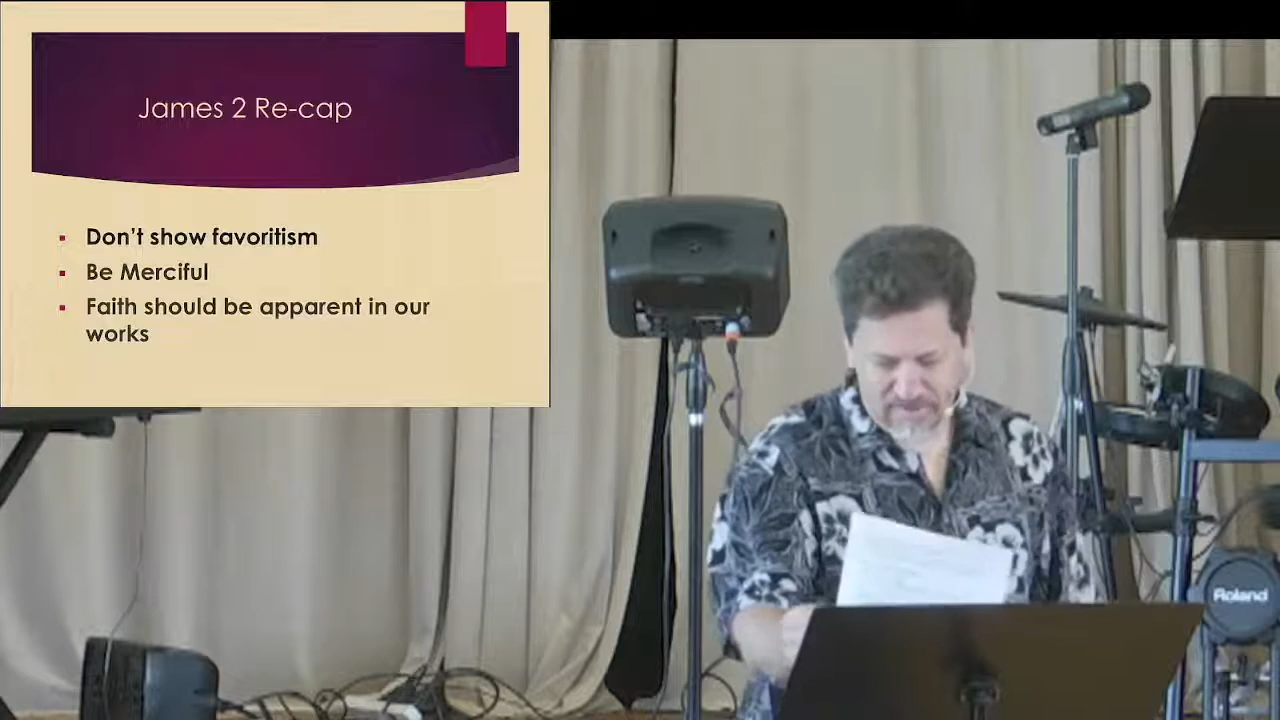 James 2 Re-cap
Don't show favoritism
Be Merciful
Faith should be apparent in our
works
Roland